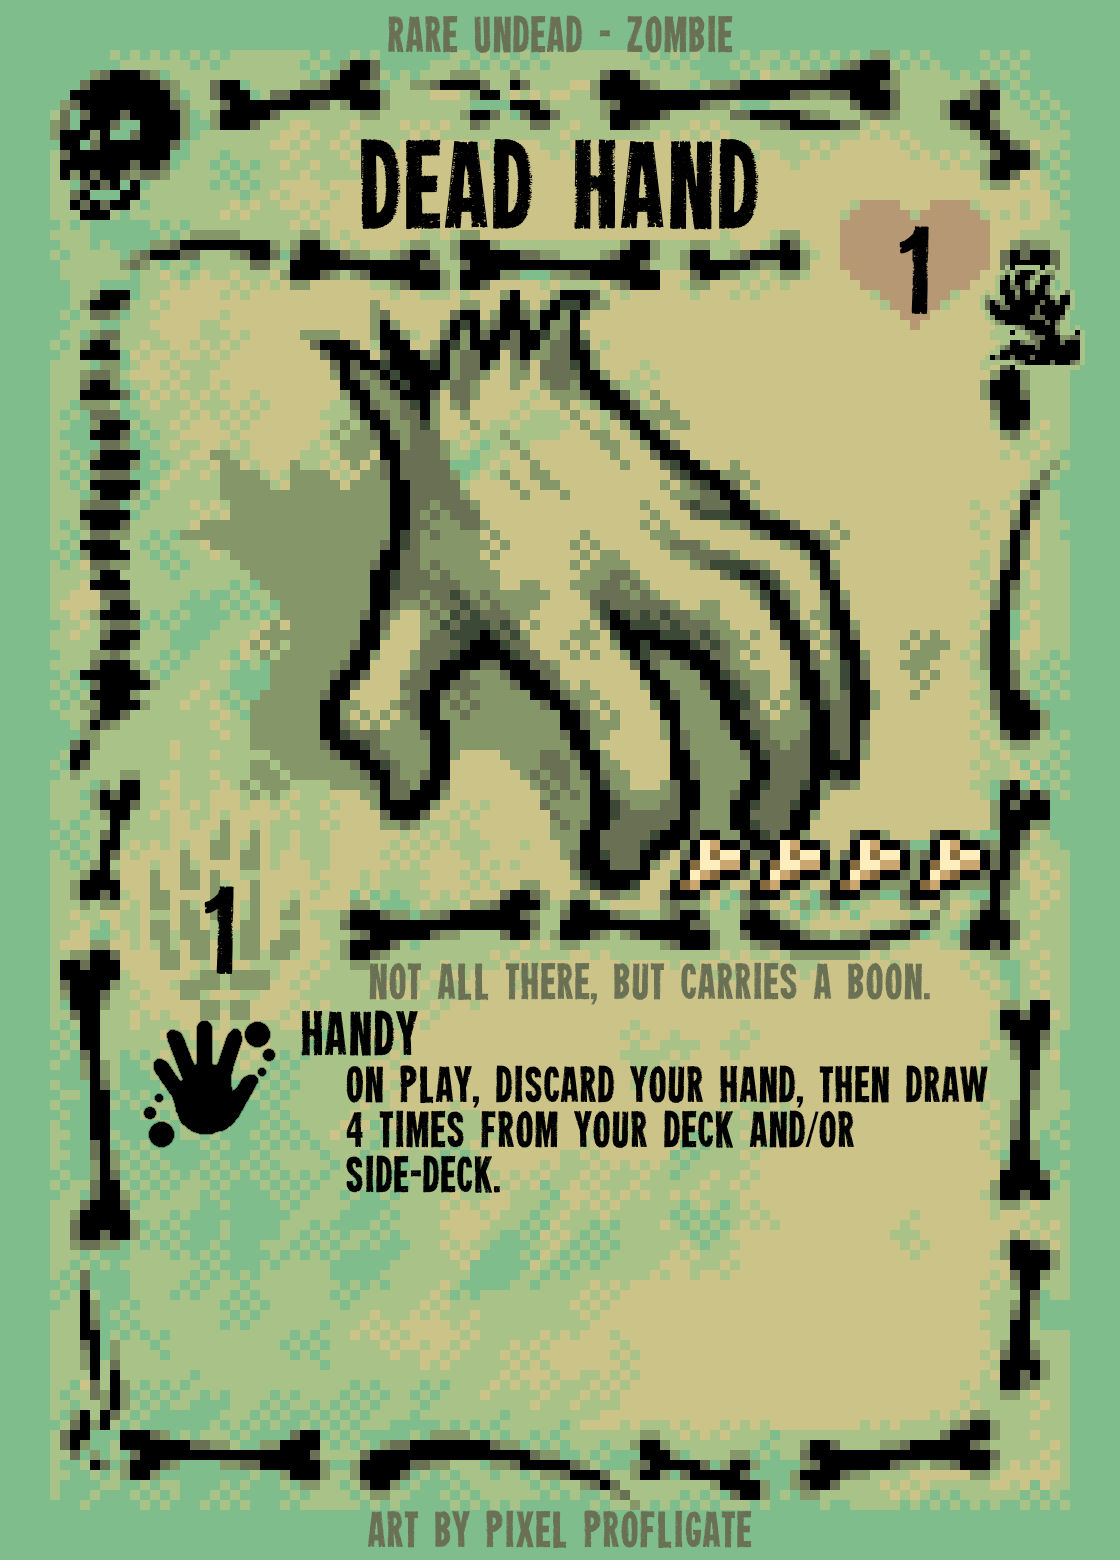 RARE UNDEAD - ZOMBIE
DEAD HAND
1
1
NOT ALL THERE, BUT CARRIES A BOON.
HANDY
ON PLAY, DISCARD YOUR HAND, THEN DRAW
4 TIMES FROM YOUR DECK AND/OR
SIDE-DECK.
ART BY PIXEL PROFLIGATE